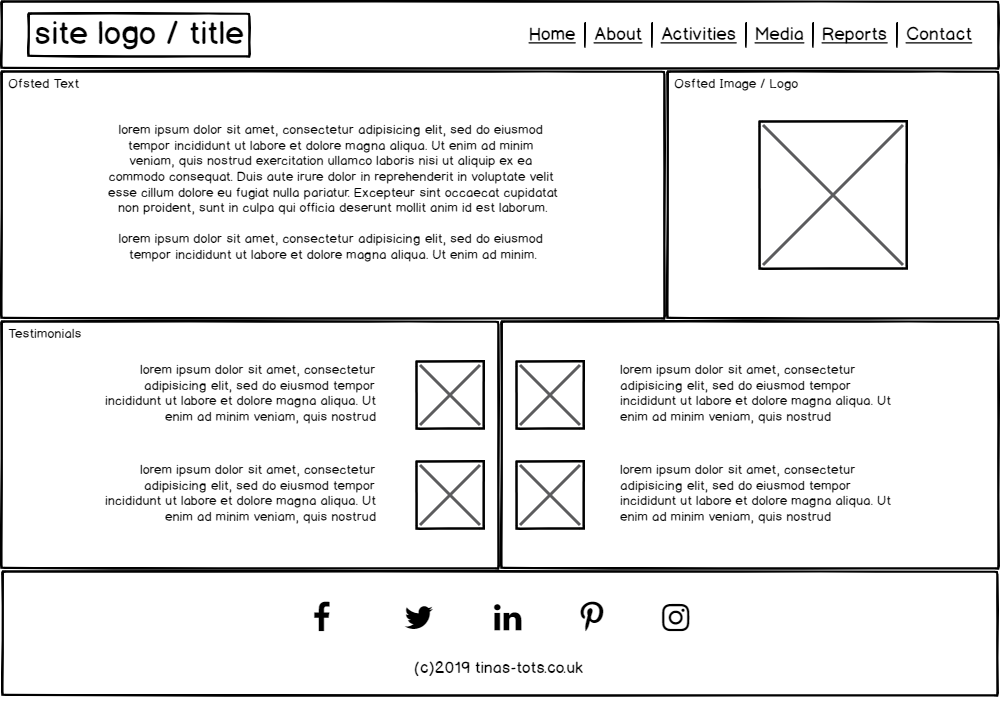 site logo / title
Home | About | Activities | Media | Reports | Contact
Ofsted Text
lorem ipsum dolor sit amet, consectetur adipisicing elit, sed do eiusmod
tempor incididunt ut labore et dolore magna aliqua. Ut enim ad minim
veniam, quis nostrud exercitation ullamco laboris nisi ut aliquip ex ea
commodo consequat. Duis aute irure dolor in reprehenderit in voluptate velit
esse cillum dolore eu fugiat nulla pariatur. Excepteur sint occaecat cupidatat
non proident, sunt in culpa qui officia deserunt mollit anim id est laborum.
lorem ipsum dolor sit amet, consectetur adipisicing elit, sed do eiusmod
tempor incididunt ut labore et dolore magna aliqua. Ut enim ad minim.
Osfted Image / Logo
Testimonials
lorem ipsum dolor sit amet, consectetur
adipisicing elit, sed do eiusmod tempor
incididunt ut labore et dolore magna aliqua. Ut
enim ad minim veniam, quis nostrud
lorem ipsum dolor sit amet, consectetur
adipisicing elit, sed do eiusmod tempor
incididunt ut labore et dolore magna aliqua. Ut
enim ad minim veniam, quis nostrud
lorem ipsum dolor sit amet, consectetur
adipisicing elit, sed do eiusmod tempor
incididunt ut labore et dolore magna aliqua. Ut
enim ad minim veniam, quis nostrud
lorem ipsum dolor sit amet, consectetur
adipisicing elit, sed do eiusmod tempor
incididunt ut labore et dolore magna aliqua. Ut
enim ad minim veniam, quis nostrud
(c)2019 tinas-tots.co.uk